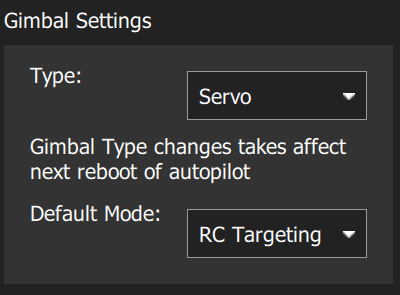 Gimbal Settings
Type:
Servo
Gimbal Type changes takes affect
next reboot of autopilot
Default Mode:
RC Targeting